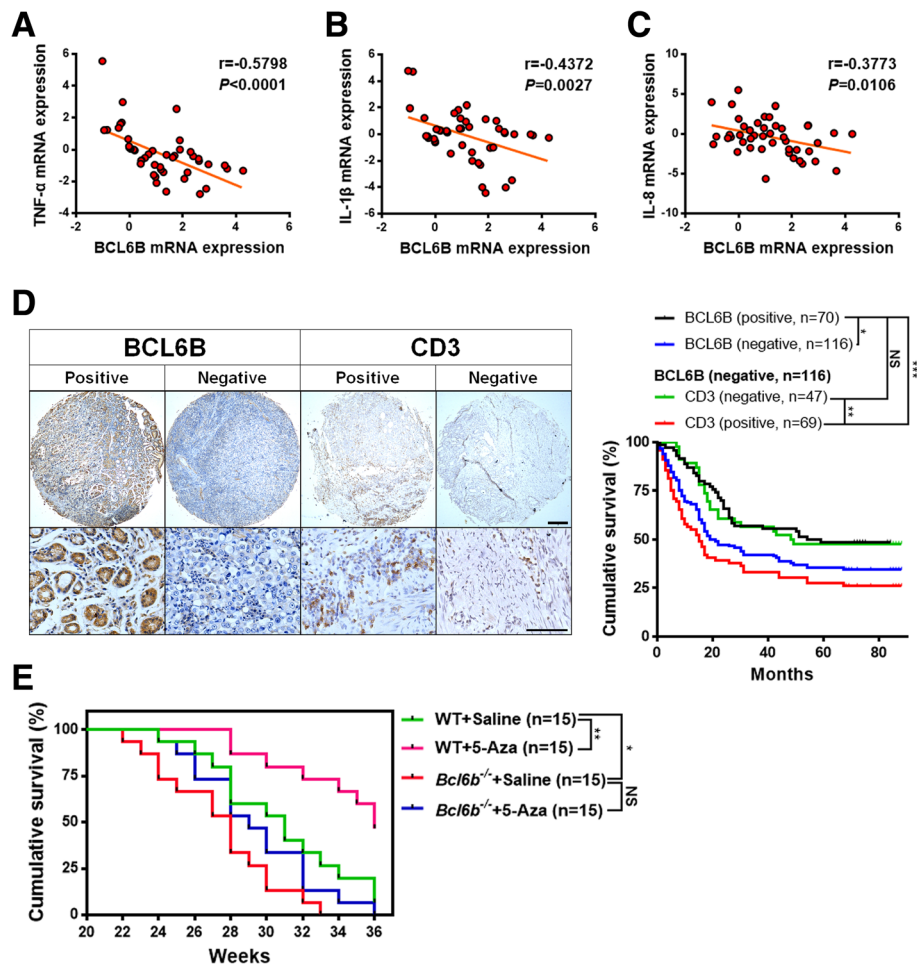 A
B
C
r=-0.5798
P<0.0001
r=-0.4372
P=0.0027
r=-0.3773
P=0.0106
TNF-α mRNA expression
6
4
2
0
-2
-4
-2 0 2 4 6
BCL6B mRNA expression
IL-1β mRNA expression
6
4
2
0
-2
-4
-6
-2 0 2 4 6
BCL6B mRNA expression
IL-8 mRNA expression
10
5
0
-5
-10
-2 0 2 4 6
BCL6B mRNA expression
D
BCL6B CD3
Positive Negative Positive Negative
BCL6B (positive, n=70)
BCL6B (negative, n=116)
BCL6B (negative, n=116)
CD3 (negative, n=47)
CD3 (positive, n=69)
*
NS
**
***
Cumulative survival (%)
100
75
50
25
0
0 20 40 60 80
Months
E
Cumulative survival (%)
100
75
50
25
0
20 22 24 26 28 30 32 34 36
Weeks
WT+Saline (n=15)
WT+5-Aza (n=15)
Bcl6b-/-+Saline (n=15)
Bcl6b-/-+5-Aza (n=15)
**
*
NS